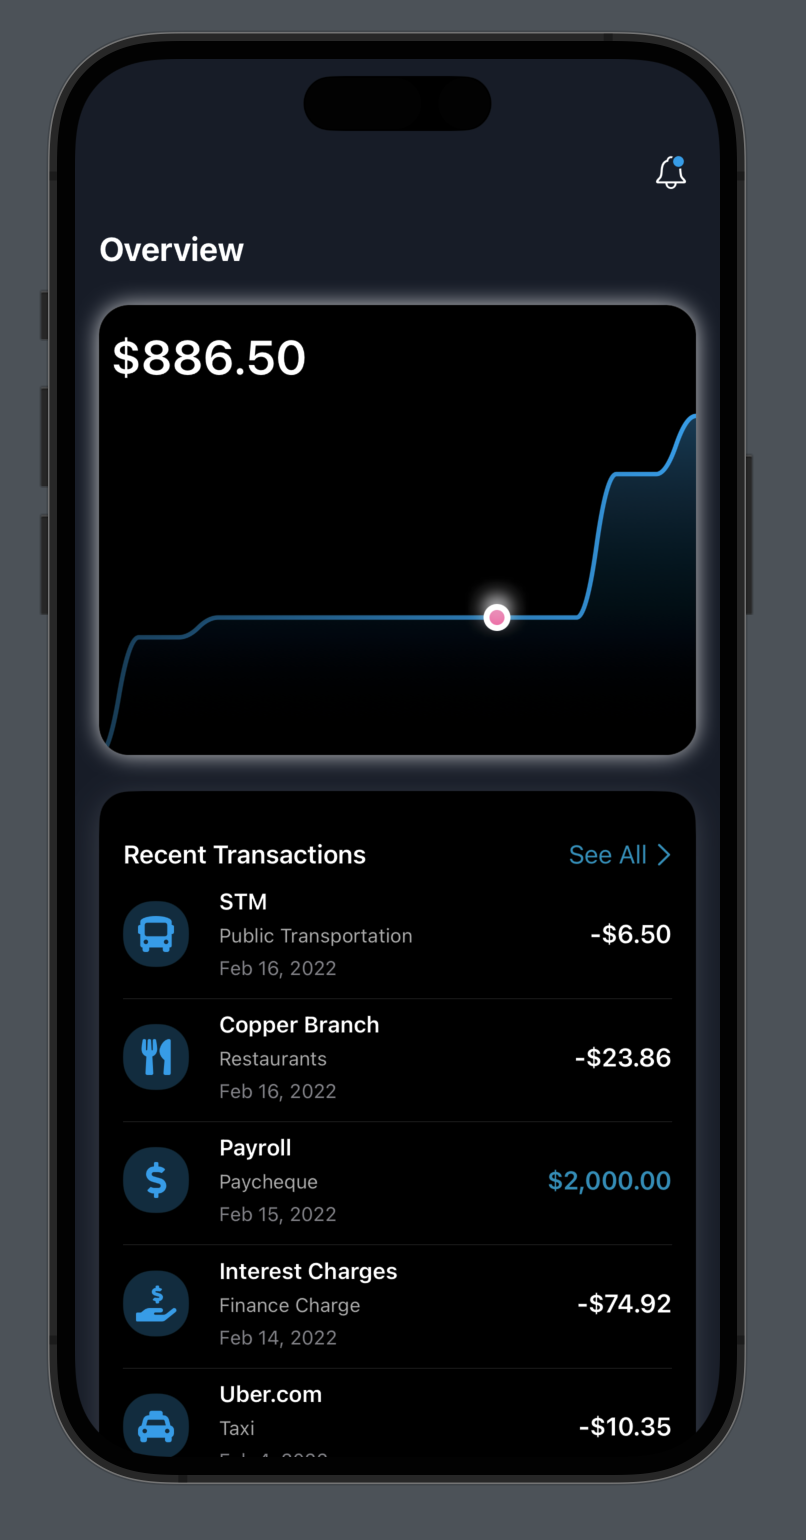 Overview
$886.50
Recent Transactions
See All
STM
Public Transportation
Feb 16, 2022
-$6.50
Copper Branch
Restaurants
Feb 16, 2022
-$23.86
Payroll
Paycheque
Feb 15, 2022
$2,000.00
Interest Charges
Finance Charge
Feb 14, 2022
-$74.92
Uber.com
Taxi
-$10.35